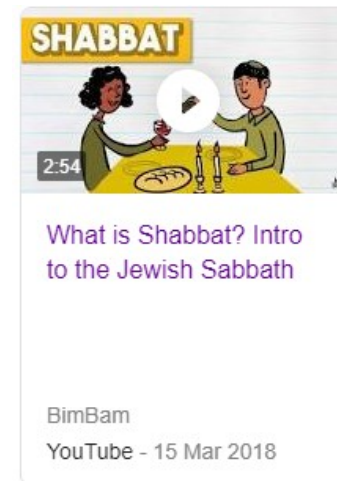 SHABBAT
2:54
What is Shabbat? Intro
to the Jewish Sabbath
BimBam
YouTube - 15 Mar 2018